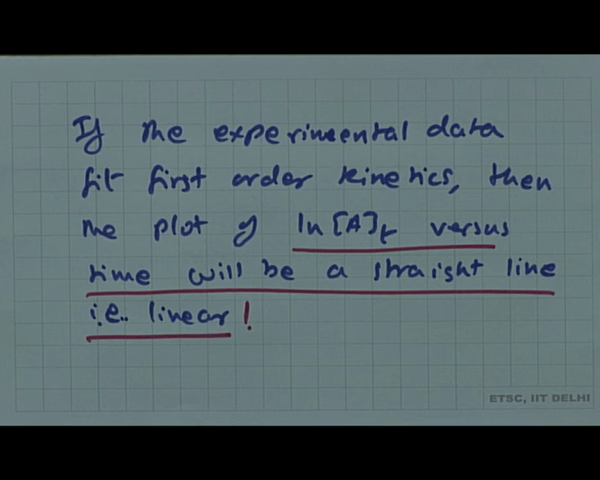 If the experimental data
fit first order kinetics, then
the plot of ln [A]t versus
time will be a straight line
i.e.. linear!
ETSC, IIT DELHI